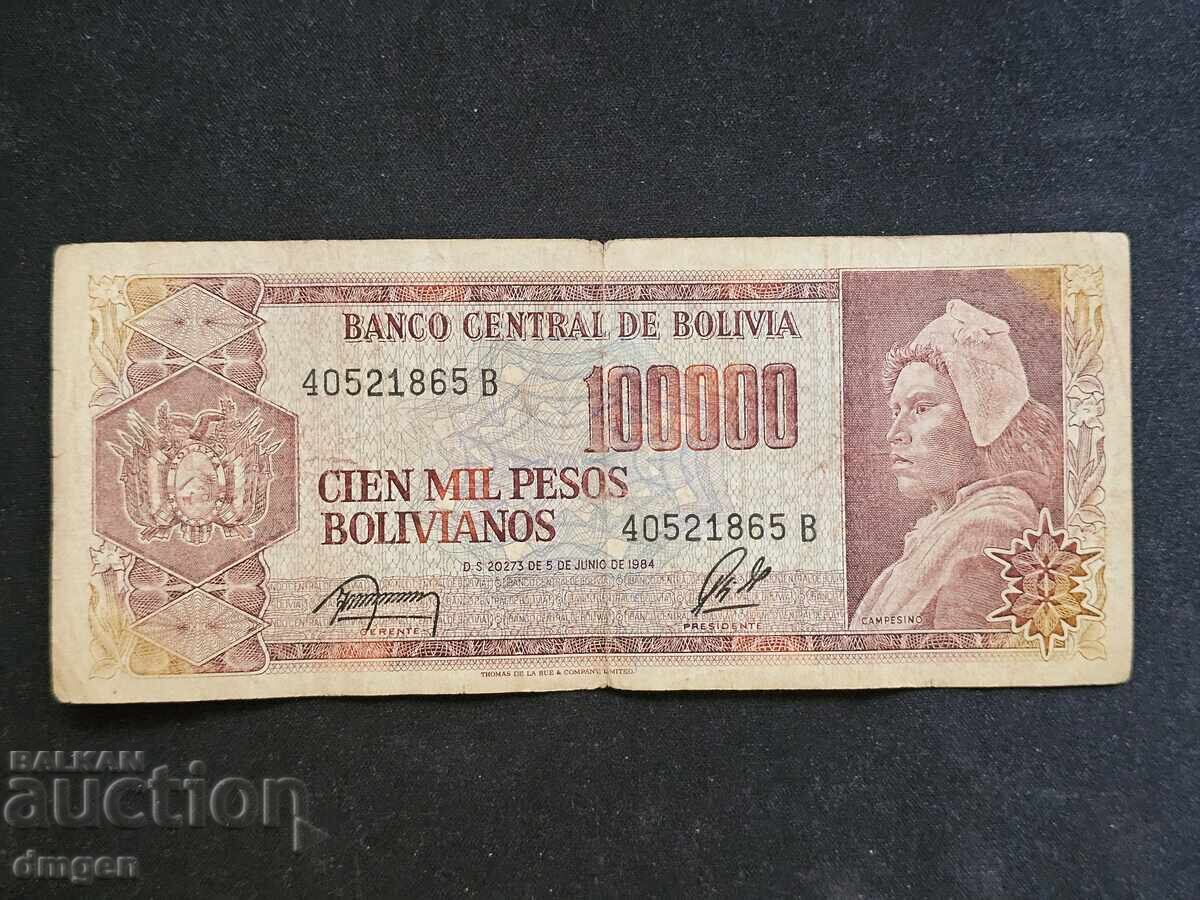 BANCO CENTRAL DE BOLIVIA
40521865 B
100000
CIEN MIL PESOS
BOLIVIANOS
40521865 B
D.S. 20273 DE 5 DE JUNIO DE 1984
GERENTE
PRESIDENTE
CAMPESINO
THOMAS DE LA RUE & COMPANY, LIMITED.
BALKAN
auction
dmgen